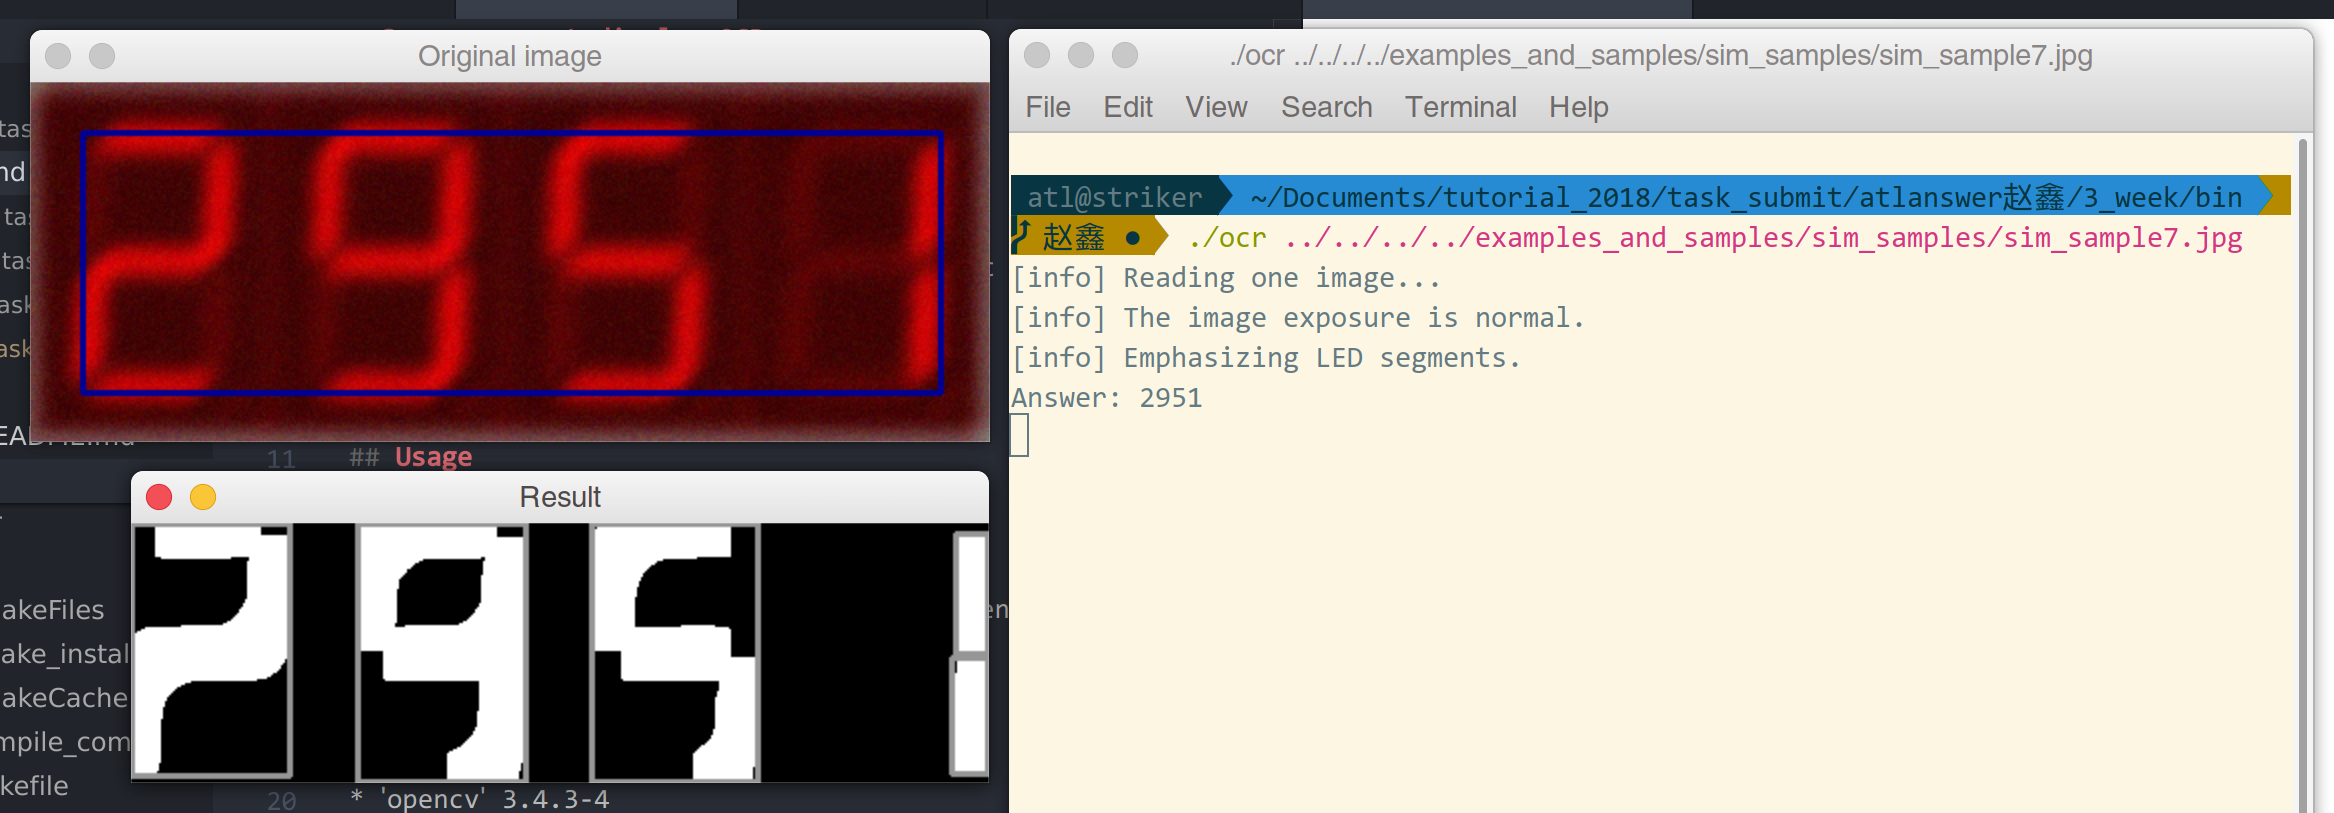 Original image
2951
tas
nd
tas
tas
ask
ask
11 ## Usage
Result
akeFiles
ake_instal
akeCache
mpile_com
kefile
20 * 'opencv' 3.4.3-4
./ocr ../../../../examples_and_samples/sim_samples/sim_sample7.jpg
File Edit View Search Terminal Help
atl@striker ~/Documents/tutorial_2018/task_submit/atlanswer赵鑫/3_week/bin
赵鑫 ● ./ocr ../../../../examples_and_samples/sim_samples/sim_sample7.jpg
[info] Reading one image...
[info] The image exposure is normal.
[info] Emphasizing LED segments.
Answer: 2951